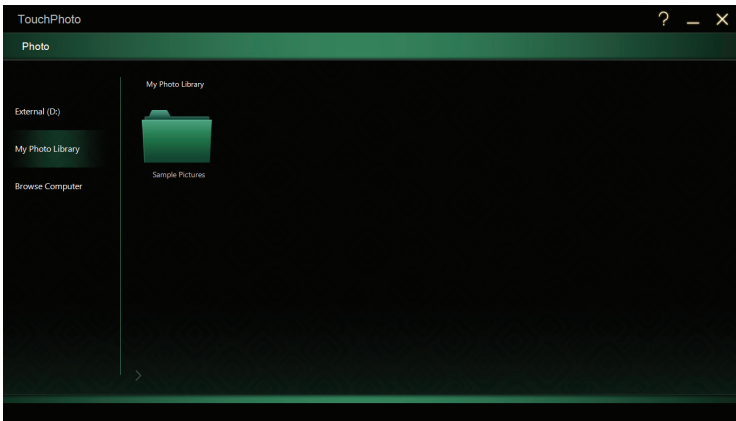 TouchPhoto
Photo
My Photo Library
External (D:)
My Photo Library
Browse Computer
Sample Pictures